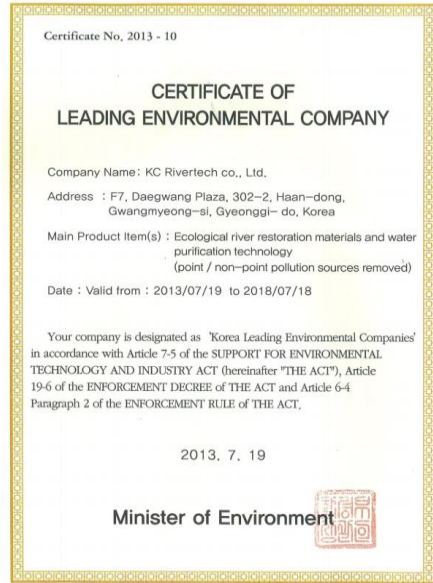 Certificate No, 2013 - 10
CERTIFICATE OF
LEADING ENVIRONMENTAL COMPANY
Company Name: KC Rivertech co., Ltd,
Address : F7, Daegwang Plaza, 302-2, Haan-dong,
Gwangmyeong-si, Gyeonggi- do, Korea
Main Product Item(s) : Ecological river restoration materials and water
purification technology
(point / non-point pollution sources removed)
Date : Valid from : 2013/07/19 to 2018/07/18
Your company is designated as 'Korea Leading Environmental Companies'
in accordance with Article 7-5 of the SUPPORT FOR ENVIRONMENTAL
TECHNOLOGY AND INDUSTRY ACT (hereinafter "THE ACT"), Article
19-6 of the ENFORCEMENT DECREE of THE ACT and Article 6-4
Paragraph 2 of the ENFORCEMENT RULE of THE ACT,
2013, 7, 19
Minister of Environment